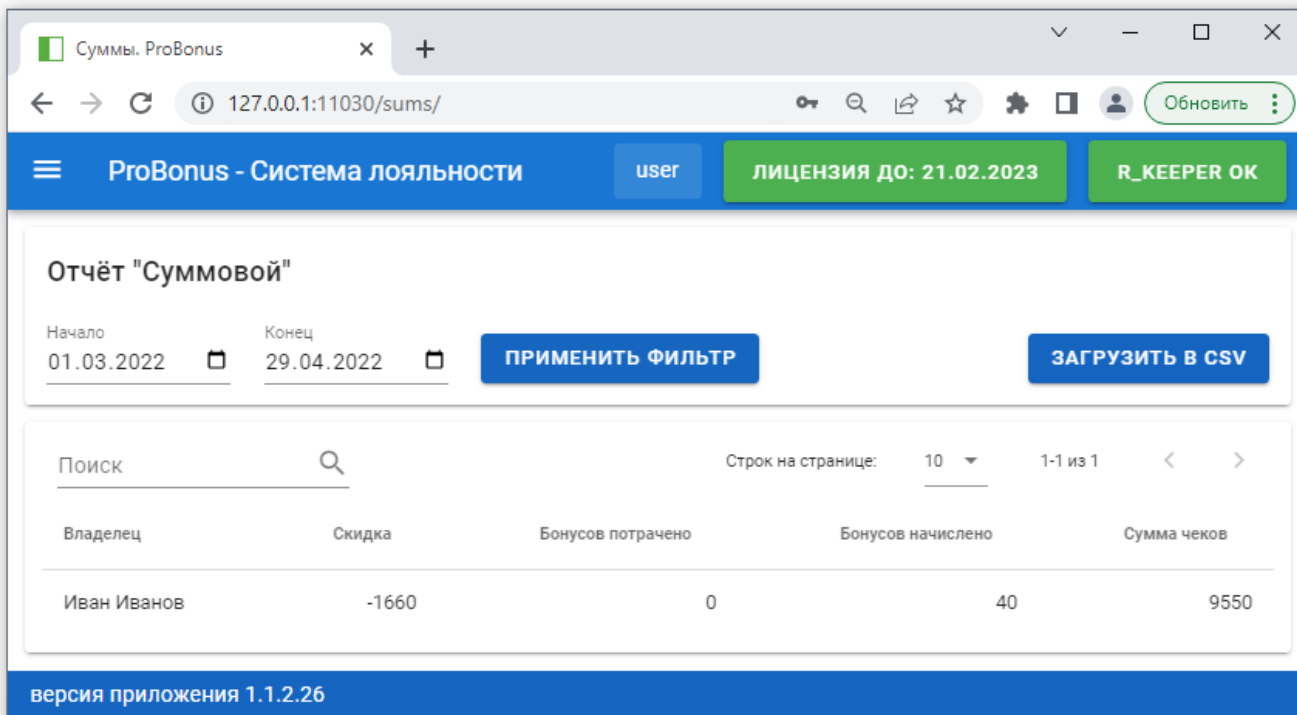 Суммы. ProBonus
127.0.0.1:11030/sums/
Обновить
ProBonus - Система лояльности
user
ЛИЦЕНЗИЯ ДО: 21.02.2023
R_KEEPER OK
Отчёт "Суммовой"
Начало
Конец
01.03.2022
29.04.2022
ПРИМЕНИТЬ ФИЛЬТР
ЗАГРУЗИТЬ В CSV
Поиск
Строк на странице: 10
1-1 из 1
Владелец Скидка Бонусов потрачено Бонусов начислено Сумма чеков
Иван Иванов -1660 0 40 9550
версия приложения 1.1.2.26